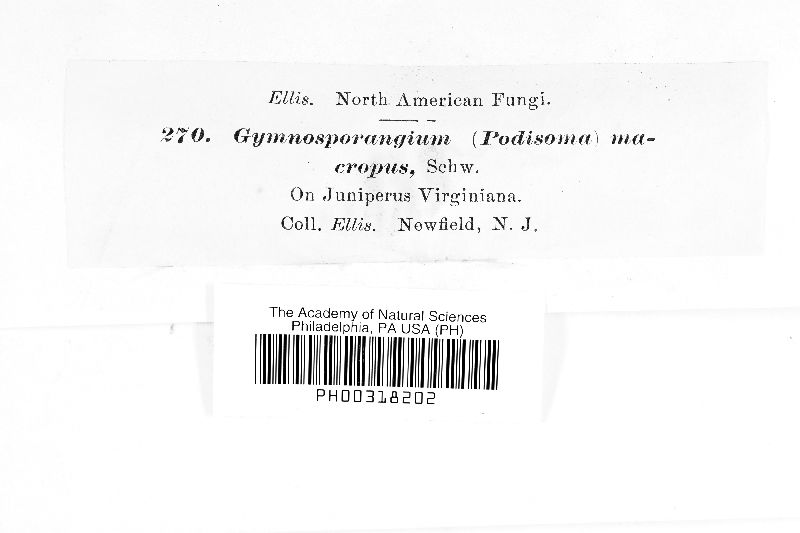 Ellis. North American Fungi.
270. Gymnosporangium (Podisoma) ma-
cropus, Schw.
On Juniperus Virginiana.
Coll. Ellis. Newfield, N. J.
The Academy of Natural Sciences
Philadelphia, PA USA (PH)
PH00318202